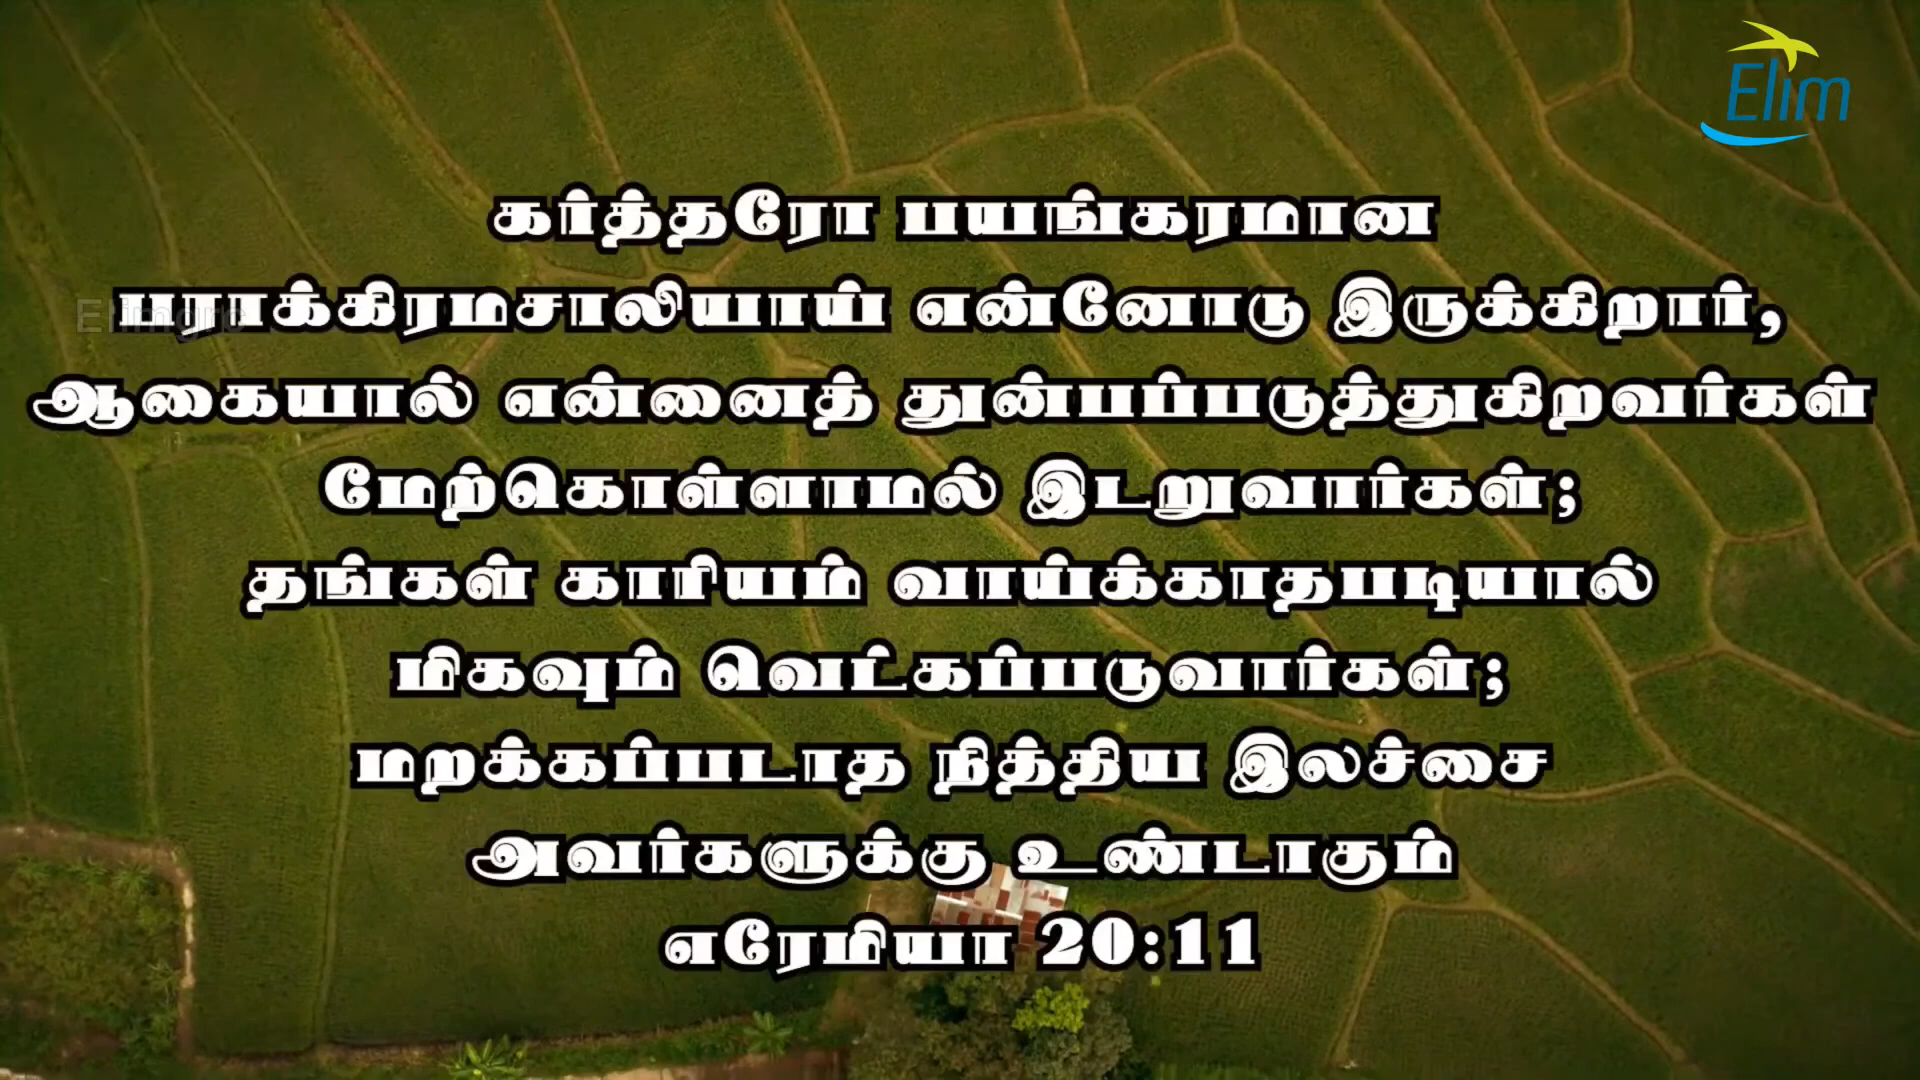 Elim
கர்த்தரோ பயங்கரமான
பராக்கிரமசாலியாய் என்னோடு இருக்கிறார்,
ஆகையால் என்னைத் துன்பப்படுத்துகிறவர்கள்
மேற்கொள்ளாமல் இடறுவார்கள்;
தங்கள் காரியம் வாய்க்காதபடியால்
மிகவும் வெட்கப்படுவார்கள்;
மறக்கப்படாத நித்திய இலச்சை
அவர்களுக்கு உண்டாகும்
எரேமியா 20:11